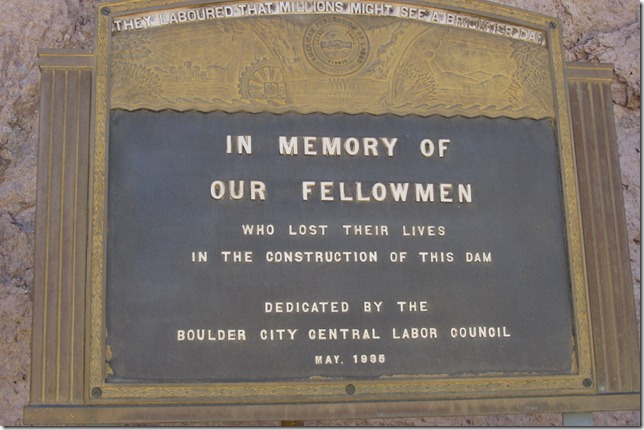 THEY LABOURED THAT MILLIONS MIGHT SEE A BRIGHTER DAY
IN MEMORY OF
OUR FELLOWMEN
WHO LOST THEIR LIVES
IN THE CONSTRUCTION OF THIS DAM
DEDICATED BY THE
BOULDER CITY CENTRAL LABOR COUNCIL
MAY, 1935